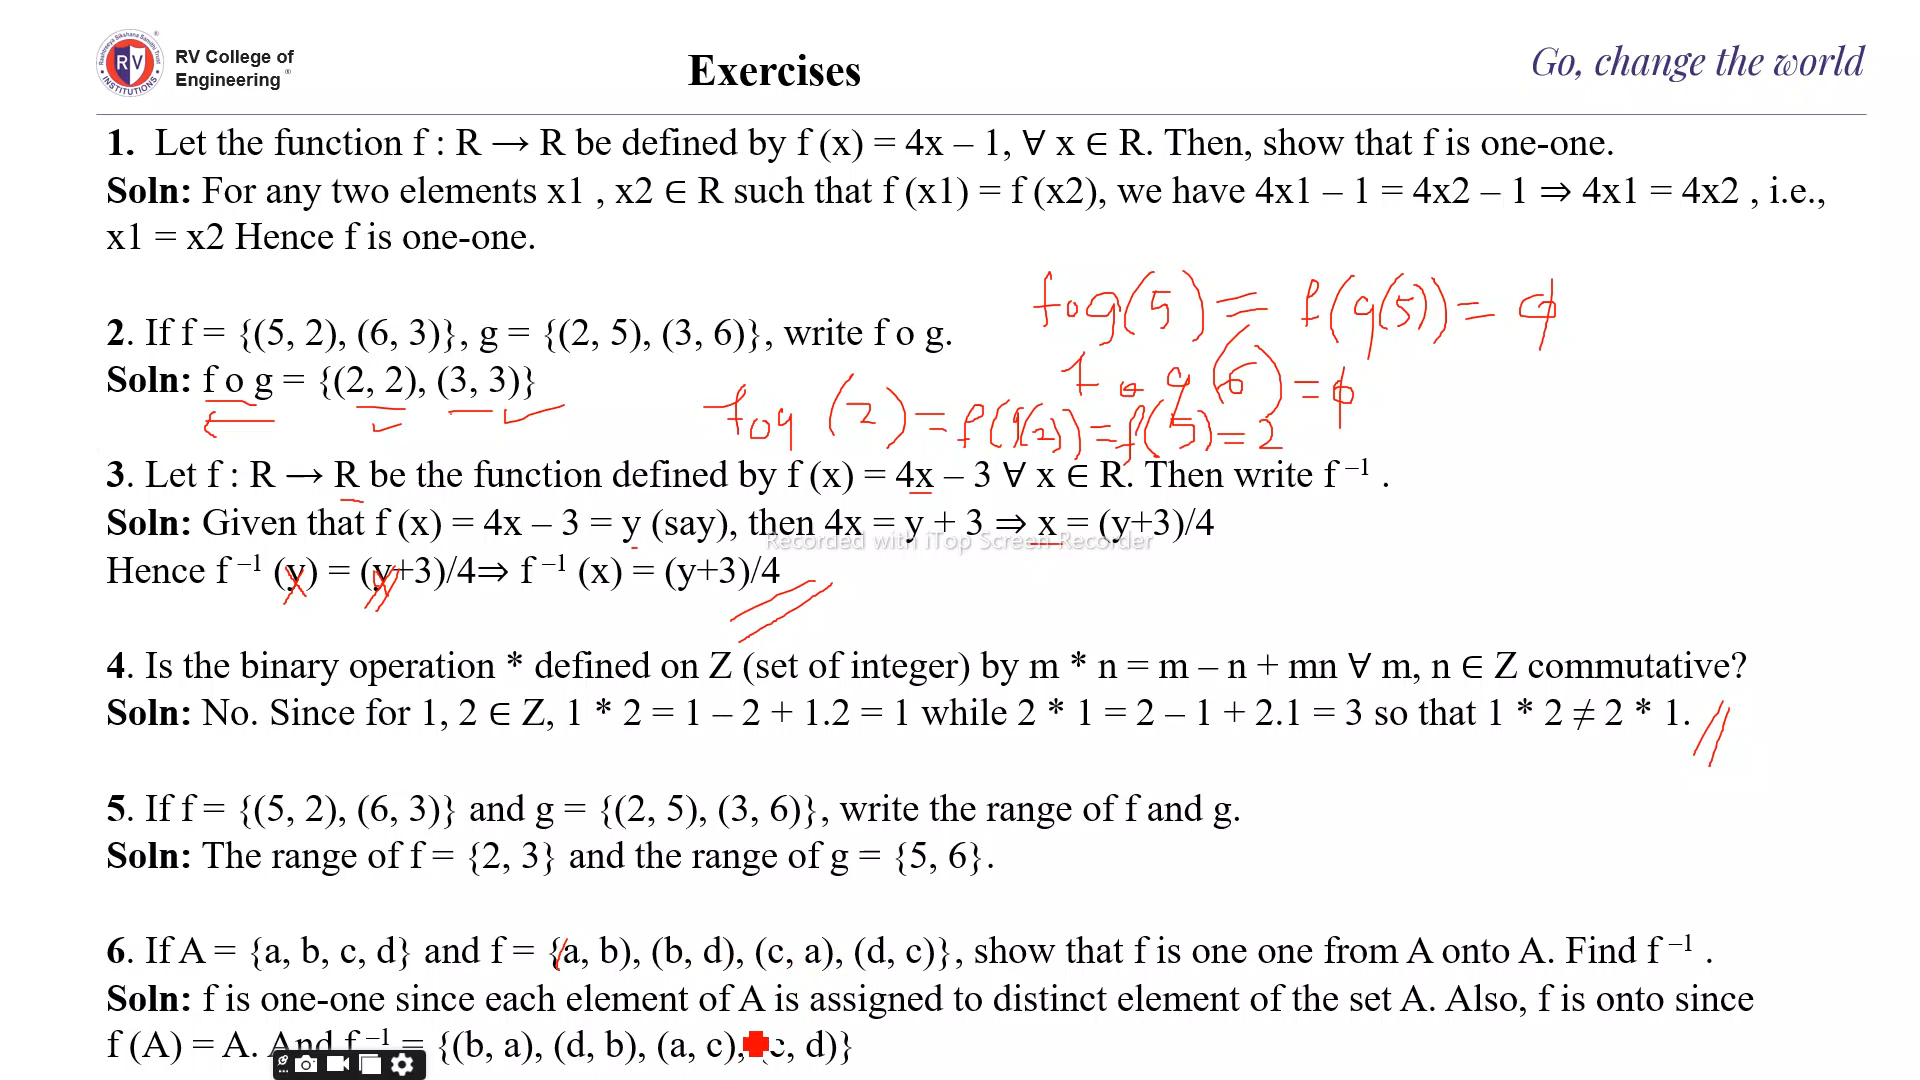 RV College of
Engineering
Exercises
Go, change the world
1. Let the function f : R → R be defined by f (x) = 4x – 1, ∀ x ∈ R. Then, show that f is one-one.
Soln: For any two elements x1 , x2 ∈ R such that f (x1) = f (x2), we have 4x1 – 1 = 4x2 – 1 ⇒ 4x1 = 4x2 , i.e.,
x1 = x2 Hence f is one-one.
fog(5) = f(g(5)) = ϕ
2. If f = {(5, 2), (6, 3)}, g = {(2, 5), (3, 6)}, write f o g.
Soln: f o g = {(2, 2), (3, 3)}
fog(6) = ϕ
fog (2) = f(g(2)) = f(5) = 2
3. Let f : R → R be the function defined by f (x) = 4x – 3 ∀ x ∈ R. Then write f –1 .
Soln: Given that f (x) = 4x – 3 = y (say), then 4x = y + 3 ⇒ x = (y+3)/4
Recorded with iTop Screen Recorder
Hence f –1 (y) = (y+3)/4⇒ f –1 (x) = (y+3)/4
4. Is the binary operation * defined on Z (set of integer) by m * n = m – n + mn ∀ m, n ∈ Z commutative?
Soln: No. Since for 1, 2 ∈ Z, 1 * 2 = 1 – 2 + 1.2 = 1 while 2 * 1 = 2 – 1 + 2.1 = 3 so that 1 * 2 ≠ 2 * 1.
5. If f = {(5, 2), (6, 3)} and g = {(2, 5), (3, 6)}, write the range of f and g.
Soln: The range of f = {2, 3} and the range of g = {5, 6}.
6. If A = {a, b, c, d} and f = {a, b), (b, d), (c, a), (d, c)}, show that f is one one from A onto A. Find f –1 .
Soln: f is one-one since each element of A is assigned to distinct element of the set A. Also, f is onto since
f (A) = A. And f –1 = {(b, a), (d, b), (a, c), (c, d)}